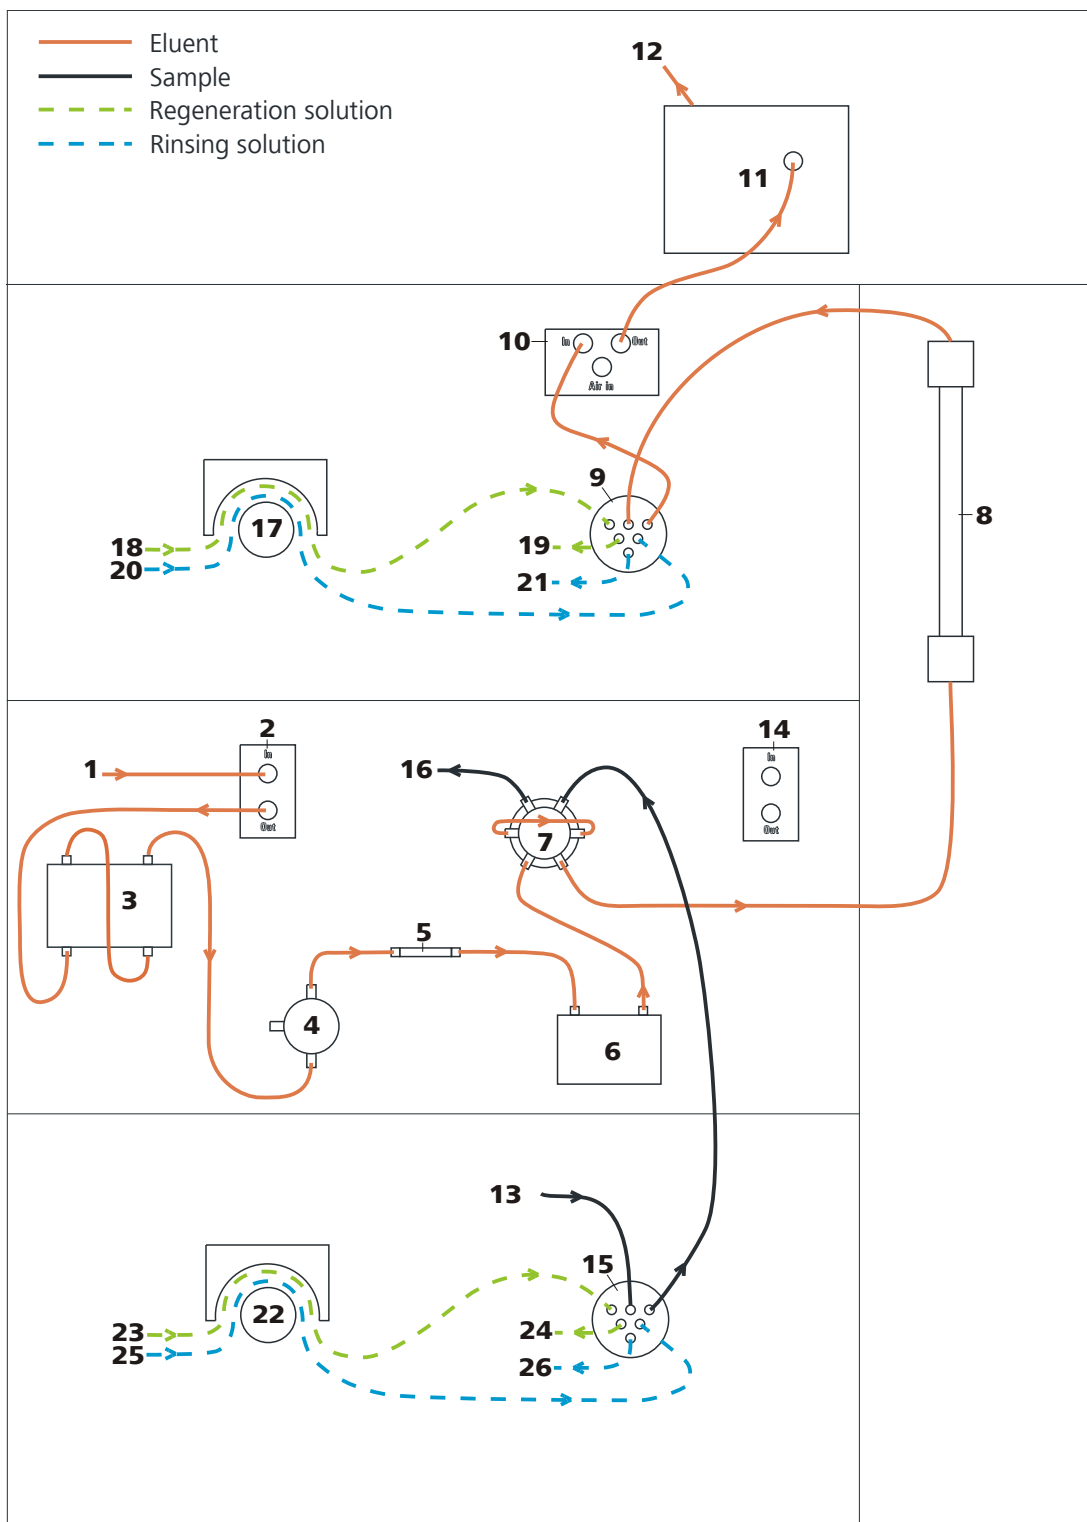 Eluent
Sample
Regeneration solution
Rinsing solution
12
11
10
In
Out
Air in
9
8
17
18
19
20
21
2
14
In
In
1
16
Out
Out
7
3
5
4
6
13
15
22
23
24
25
26